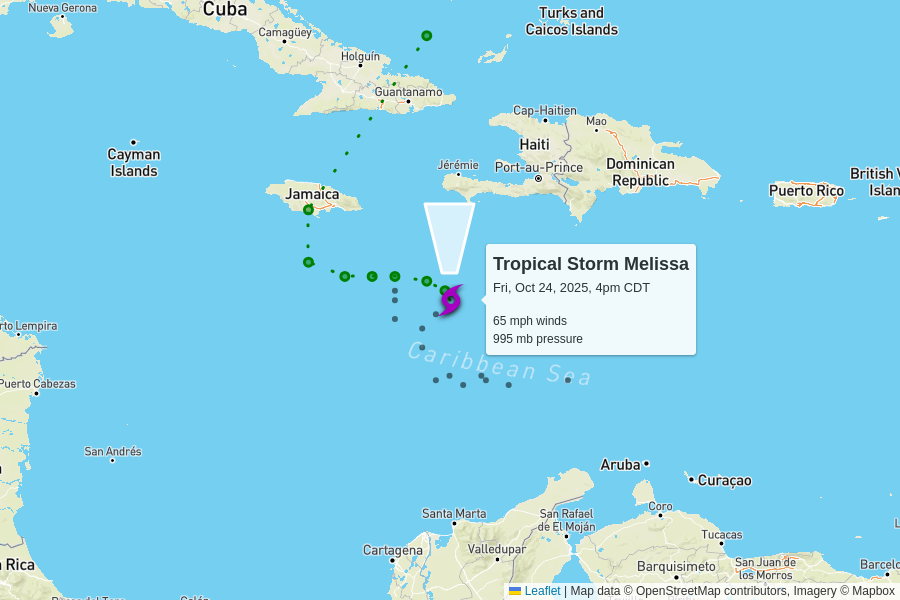 Nueva Gerona
Cuba
Turks and
Caicos Islands
Camagüey
Holguín
Guantanamo
Cap-Haitien
Mao
Haiti
Cayman
Islands
Jérémie
Port-au-Prince
Dominican
Republic
Jamaica
Puerto Rico
British V
Islan
Tropical Storm Melissa
Fri, Oct 24, 2025, 4pm CDT
65 mph winds
995 mb pressure
rto Lempira
Caribbean Sea
Puerto Cabezas
San Andrés
Aruba
Curaçao
Coro
Santa Marta
San Rafael
de El Moján
Tucacas
Cartagena
Valledupar
Barquisimeto
San Juan de
los Morros
Barcelo
Rica
Leaflet | Map data © OpenStreetMap contributors, Imagery © Mapbox